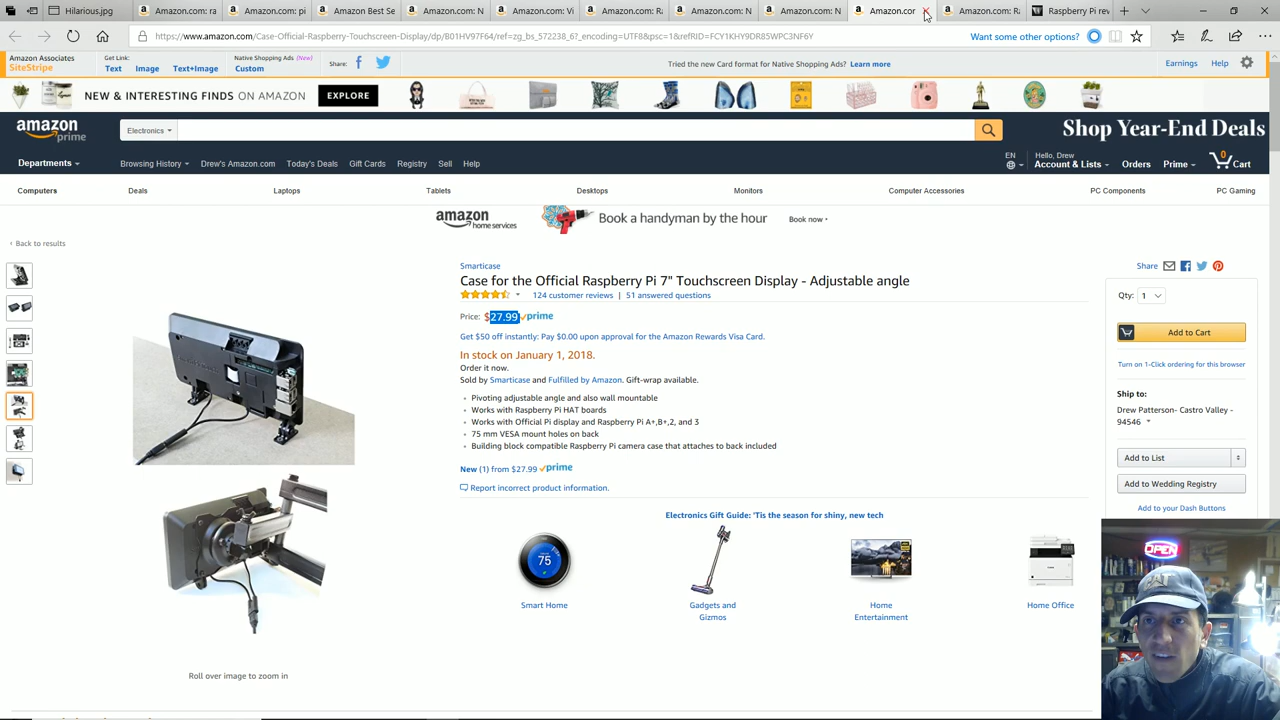 Hilarious.jpg
Amazon.com
Amazon.com: N
Amazon Best Se
Amazon.com: N
Amazon.com: Vi
Amazon.com: Ra
Amazon.com: N
Amazon.com: N
Amazon.cor
Amazon.com: Ra
Raspberry Pi rev
https://www.amazon.com/Case-Official-Raspberry-Touchscreen-Display/dp/B01HV97F64/ref=zg_bs_572238_6?_encoding=UTF8&psc=1&refRID=FCY1KHY9DR85WPC3NF6Y
Want some other options?
Amazon Associates
SiteStripe
Get Link:
Text
Image
Text+Image
Native Shopping Ads (New)
Custom
Share:
Tried the new Card format for Native Shopping Ads? Learn more
Earnings
Help
NEW & INTERESTING FINDS ON AMAZON
EXPLORE
amazon
prime
Electronics
Shop Year-End Deals
Departments
Browsing History
Drew's Amazon.com
Today's Deals
Gift Cards
Registry
Sell
Help
EN
Hello, Drew
Account & Lists
Orders
Prime
0
Cart
Computers
Deals
Laptops
Tablets
Desktops
Monitors
Computer Accessories
PC Components
PC Gaming
amazon
home services
Book a handyman by the hour
Book now ›
‹ Back to results
Smarticase
Case for the Official Raspberry Pi 7" Touchscreen Display - Adjustable angle
124 customer reviews | 51 answered questions
Price: $27.99 prime
Get $50 off instantly: Pay $0.00 upon approval for the Amazon Rewards Visa Card.
In stock on January 1, 2018.
Order it now.
Sold by Smarticase and Fulfilled by Amazon. Gift-wrap available.
• Pivoting adjustable angle and also wall mountable
• Works with Raspberry Pi HAT boards
• Works with Official Pi display and Raspberry Pi A+,B+,2, and 3
• 75 mm VESA mount holes on back
• Building block compatible Raspberry Pi camera case that attaches to back included
New (1) from $27.99 prime
Report incorrect product information.
Electronics Gift Guide: 'Tis the season for shiny, new tech
75
Smart Home
Gadgets and
Gizmos
Home
Entertainment
Home Office
Roll over image to zoom in
Share
Qty: 1
Add to Cart
Turn on 1-Click ordering for this browser
Ship to:
Drew Patterson- Castro Valley -
94546
Add to List
Add to Wedding Registry
Add to your Dash Buttons
OPEN
CAT